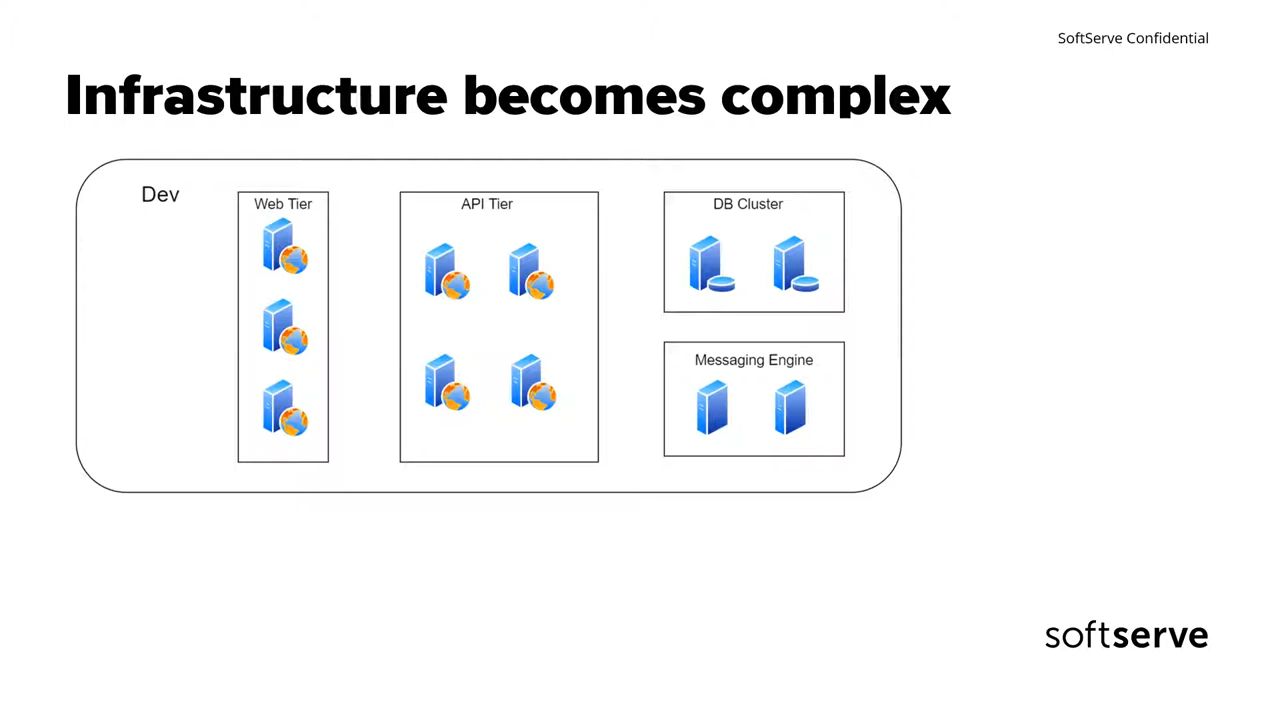 SoftServe Confidential
Infrastructure becomes complex
Dev
Web Tier
API Tier
DB Cluster
Messaging Engine
softserve